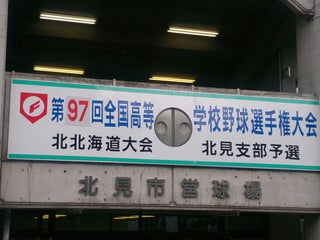 第97回全国高等学校野球選手権大会
北北海道大会 北見支部予選
北見市営球場